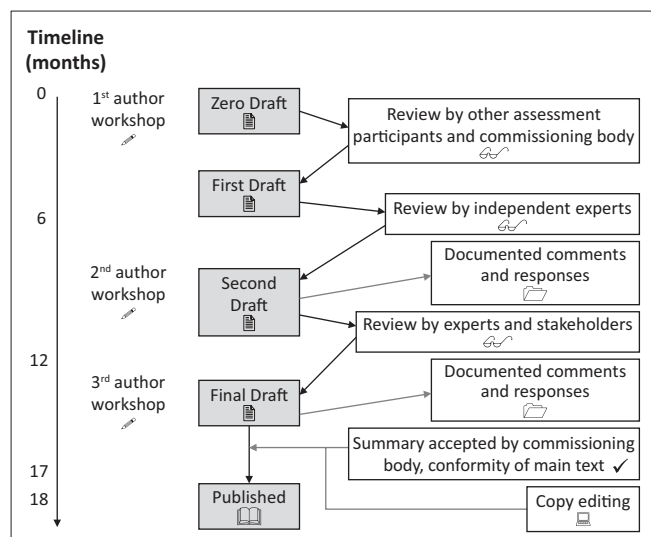 Timeline
(months)
0
1st author
workshop
Zero Draft
Review by other assessment
participants and commissioning body
First Draft
6
Review by independent experts
2nd author
workshop
Second
Draft
Documented comments
and responses
Review by experts and stakeholders
12
3rd author
workshop
Final Draft
Documented comments
and responses
Summary accepted by commissioning
body, conformity of main text ✓
17
18
Published
Copy editing